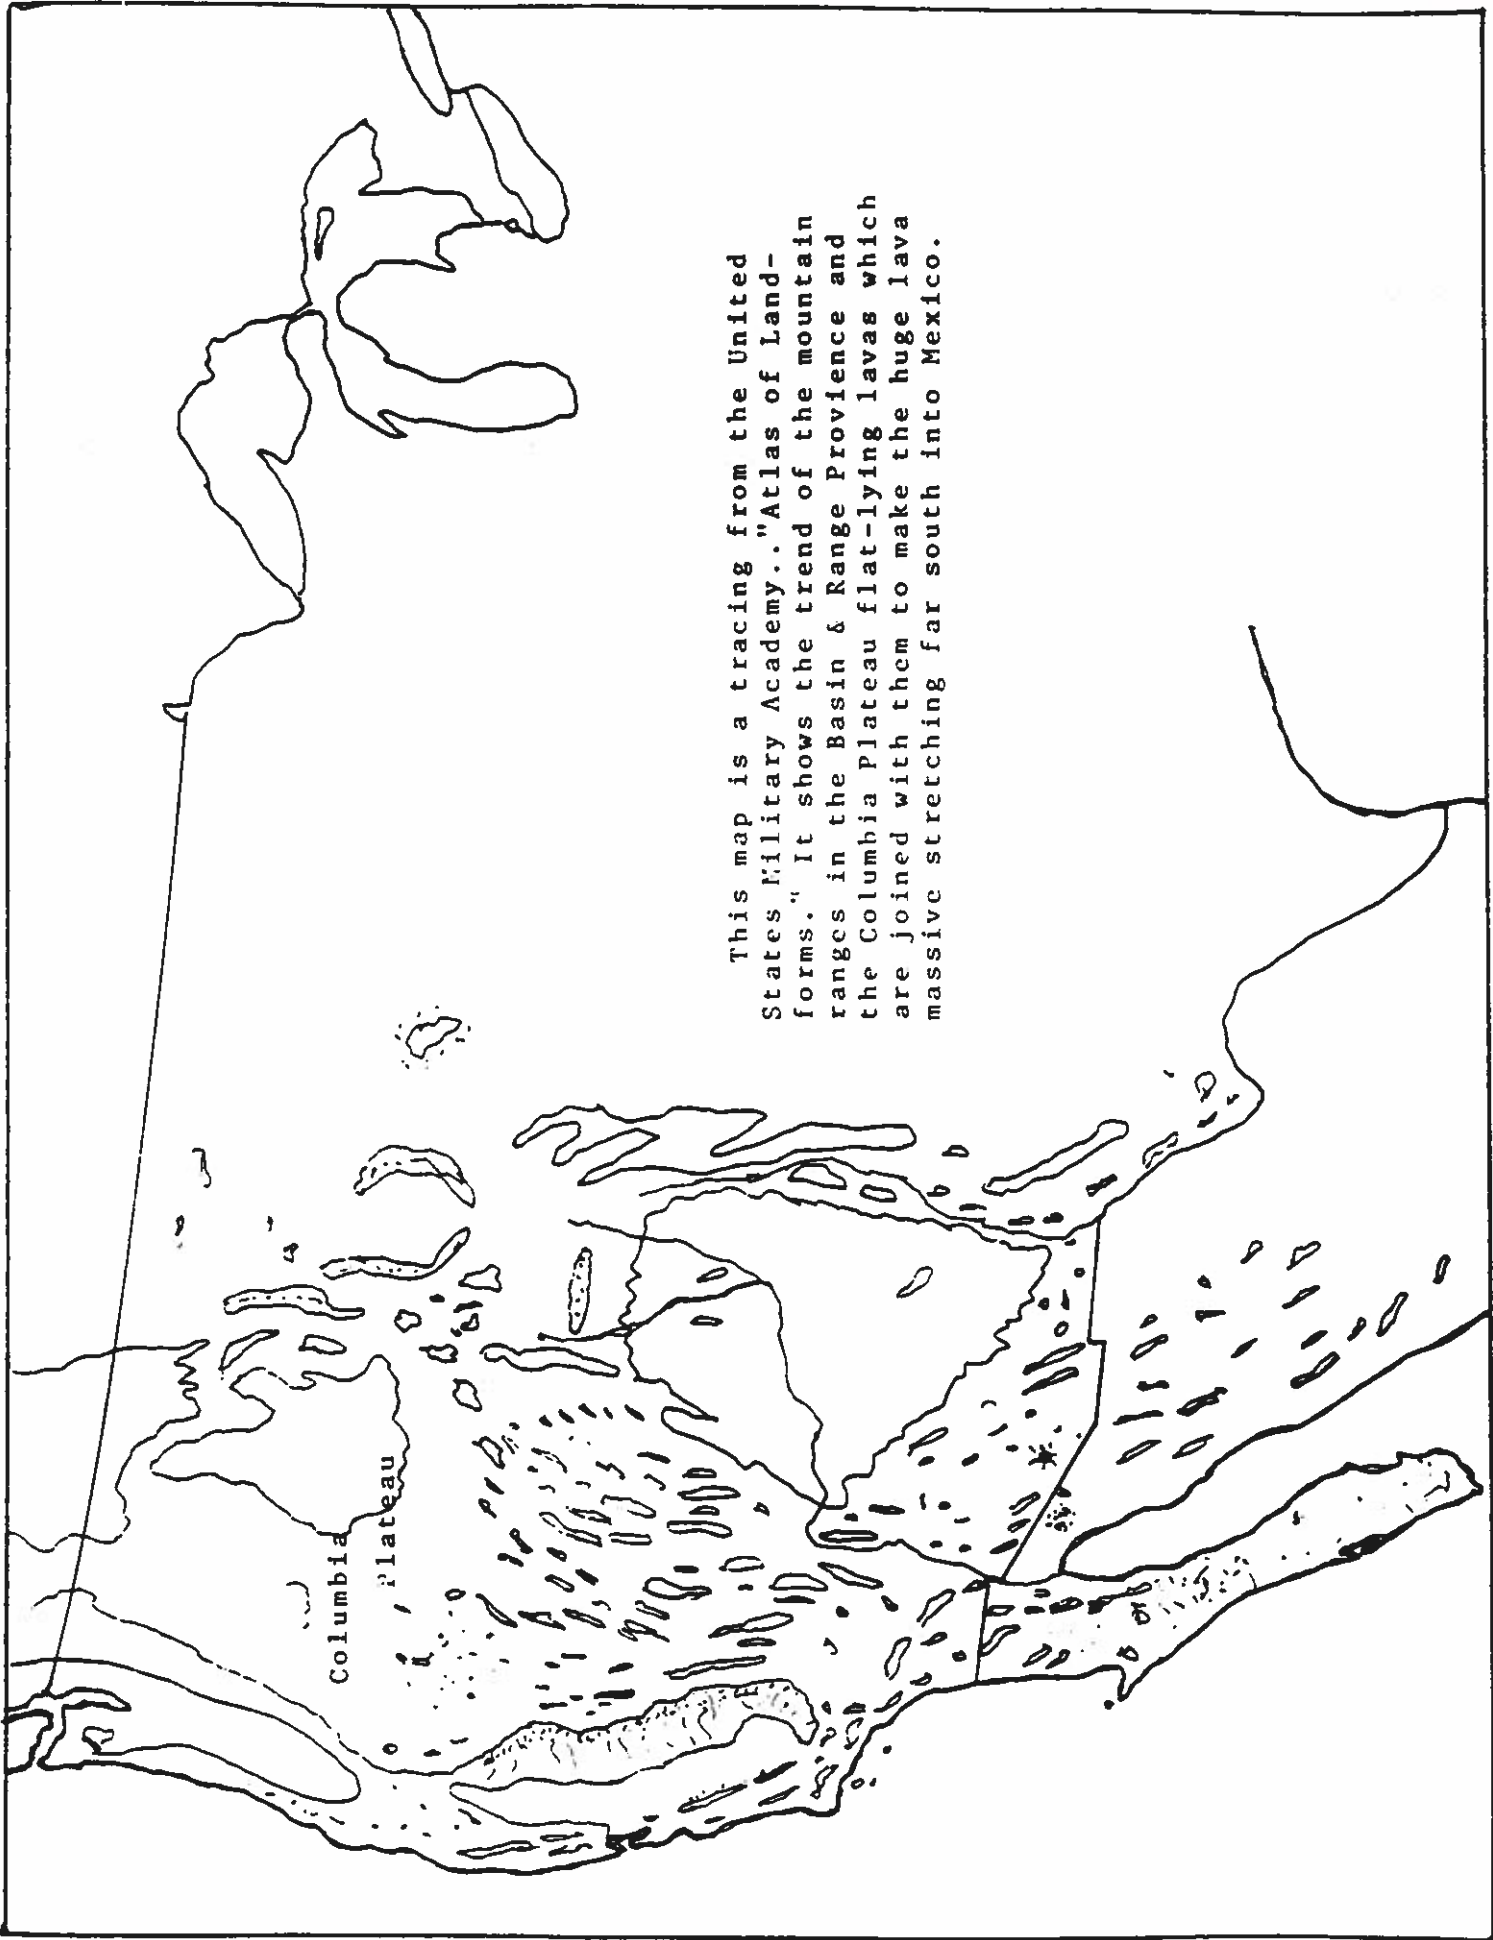 This map is a tracing from the United
States Military Academy.."Atlas of Land-
forms." It shows the trend of the mountain
ranges in the Basin & Range Provience and
the Columbia Plateau flat-lying lavas which
are joined with them to make the huge lava
massive stretching far south into Mexico.
Columbia
Plateau